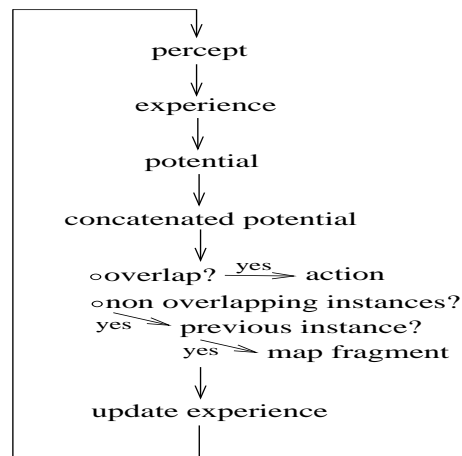 percept
experience
potential
concatenated potential
○overlap? yes action
○non overlapping instances?
yes previous instance?
yes map fragment
update experience